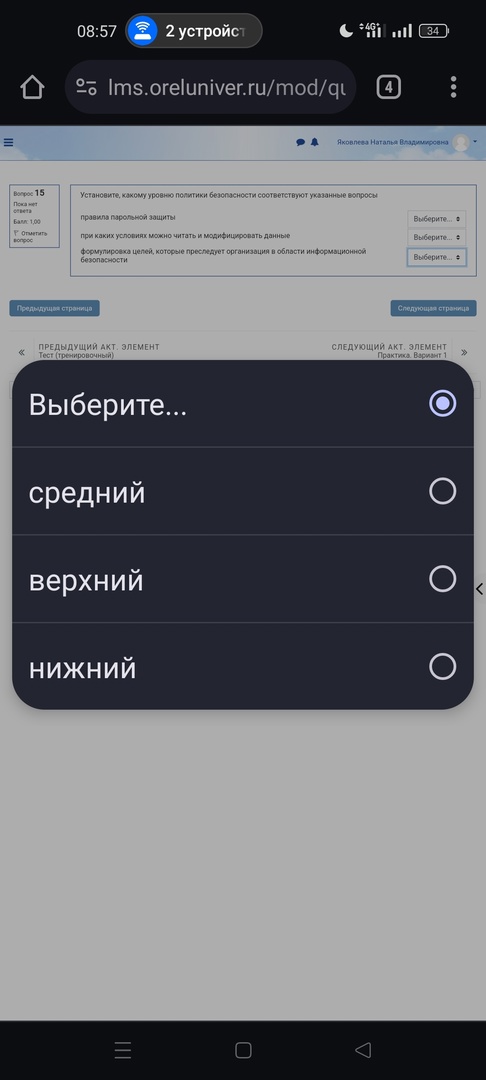 08:57
2 устройст
4G
34
lms.oreluniver.ru/mod/qu
4
Яковлева Наталья Владимировна
Вопрос 15
Пока нет
ответа
Балл: 1,00
Отметить
вопрос
Установите, какому уровню политики безопасности соответствуют указанные вопросы
правила парольной защиты
Выберите...
при каких условиях можно читать и модифицировать данные
Выберите...
формулировка целей, которые преследует организация в области информационной
безопасности
Выберите...
Предыдущая страница
Следующая страница
ПРЕДЫДУЩИЙ АКТ. ЭЛЕМЕНТ
Тест (тренировочный)
СЛЕДУЮЩИЙ АКТ. ЭЛЕМЕНТ
Практика. Вариант 1
Выберите...
средний
верхний
нижний